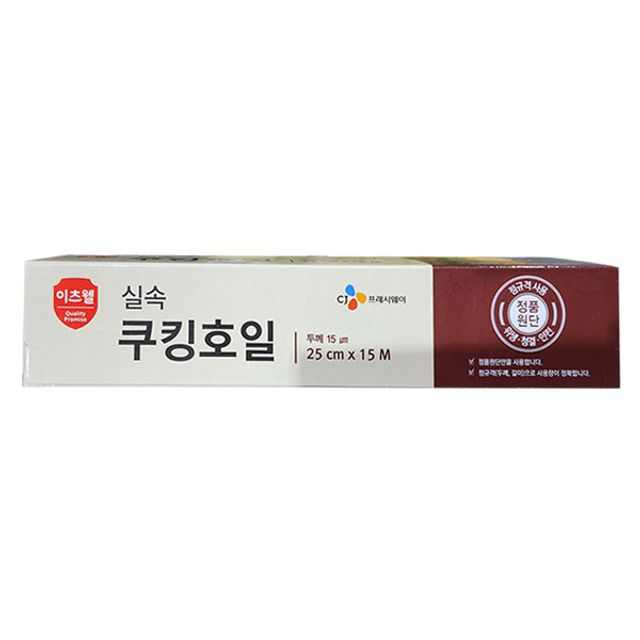 이츠웰
Quality
Promise
실속
쿠킹호일
CJ 프레시웨이
두께 15 ㎛
25 cm x 15 M
정규격 사용
정품
원단
위생·청결·안전
정품원단만을 사용합니다.
정규격(두께, 길이)으로 사용량이 정확합니다.